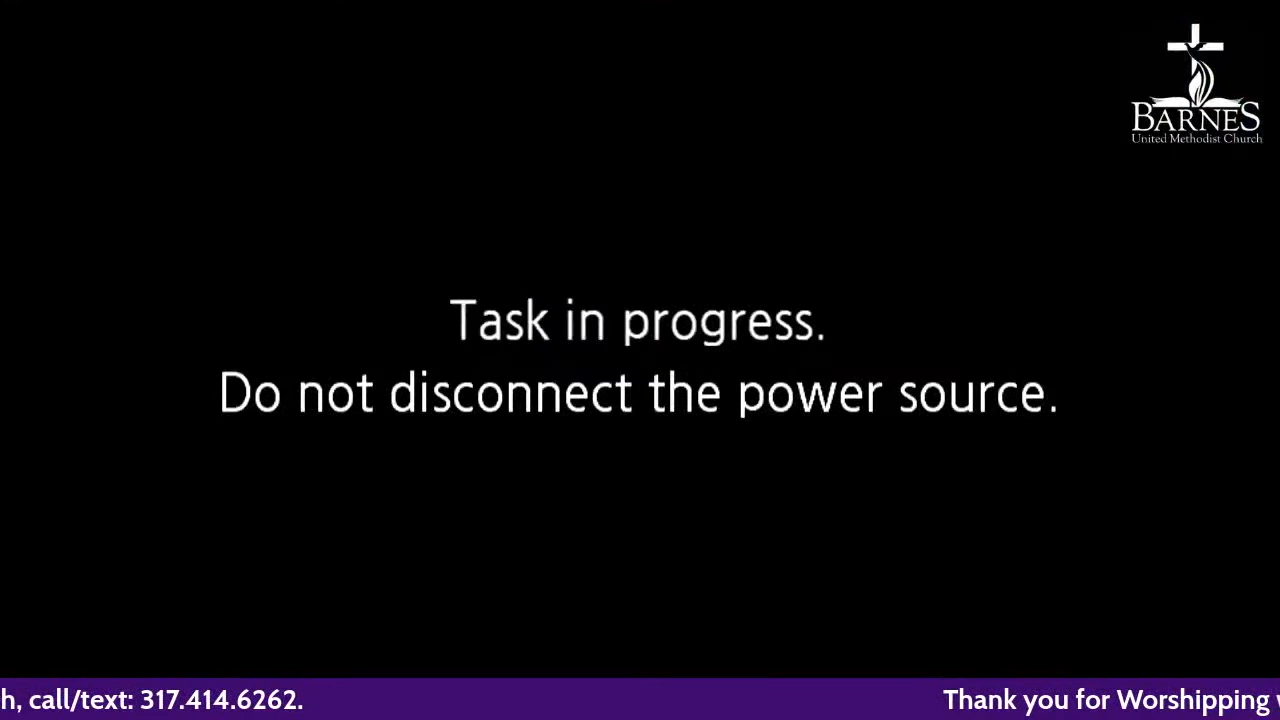 BARNES
United Methodist Church
Task in progress.
Do not disconnect the power source.
h, call/text: 317.414.6262.
Thank you for Worshipping